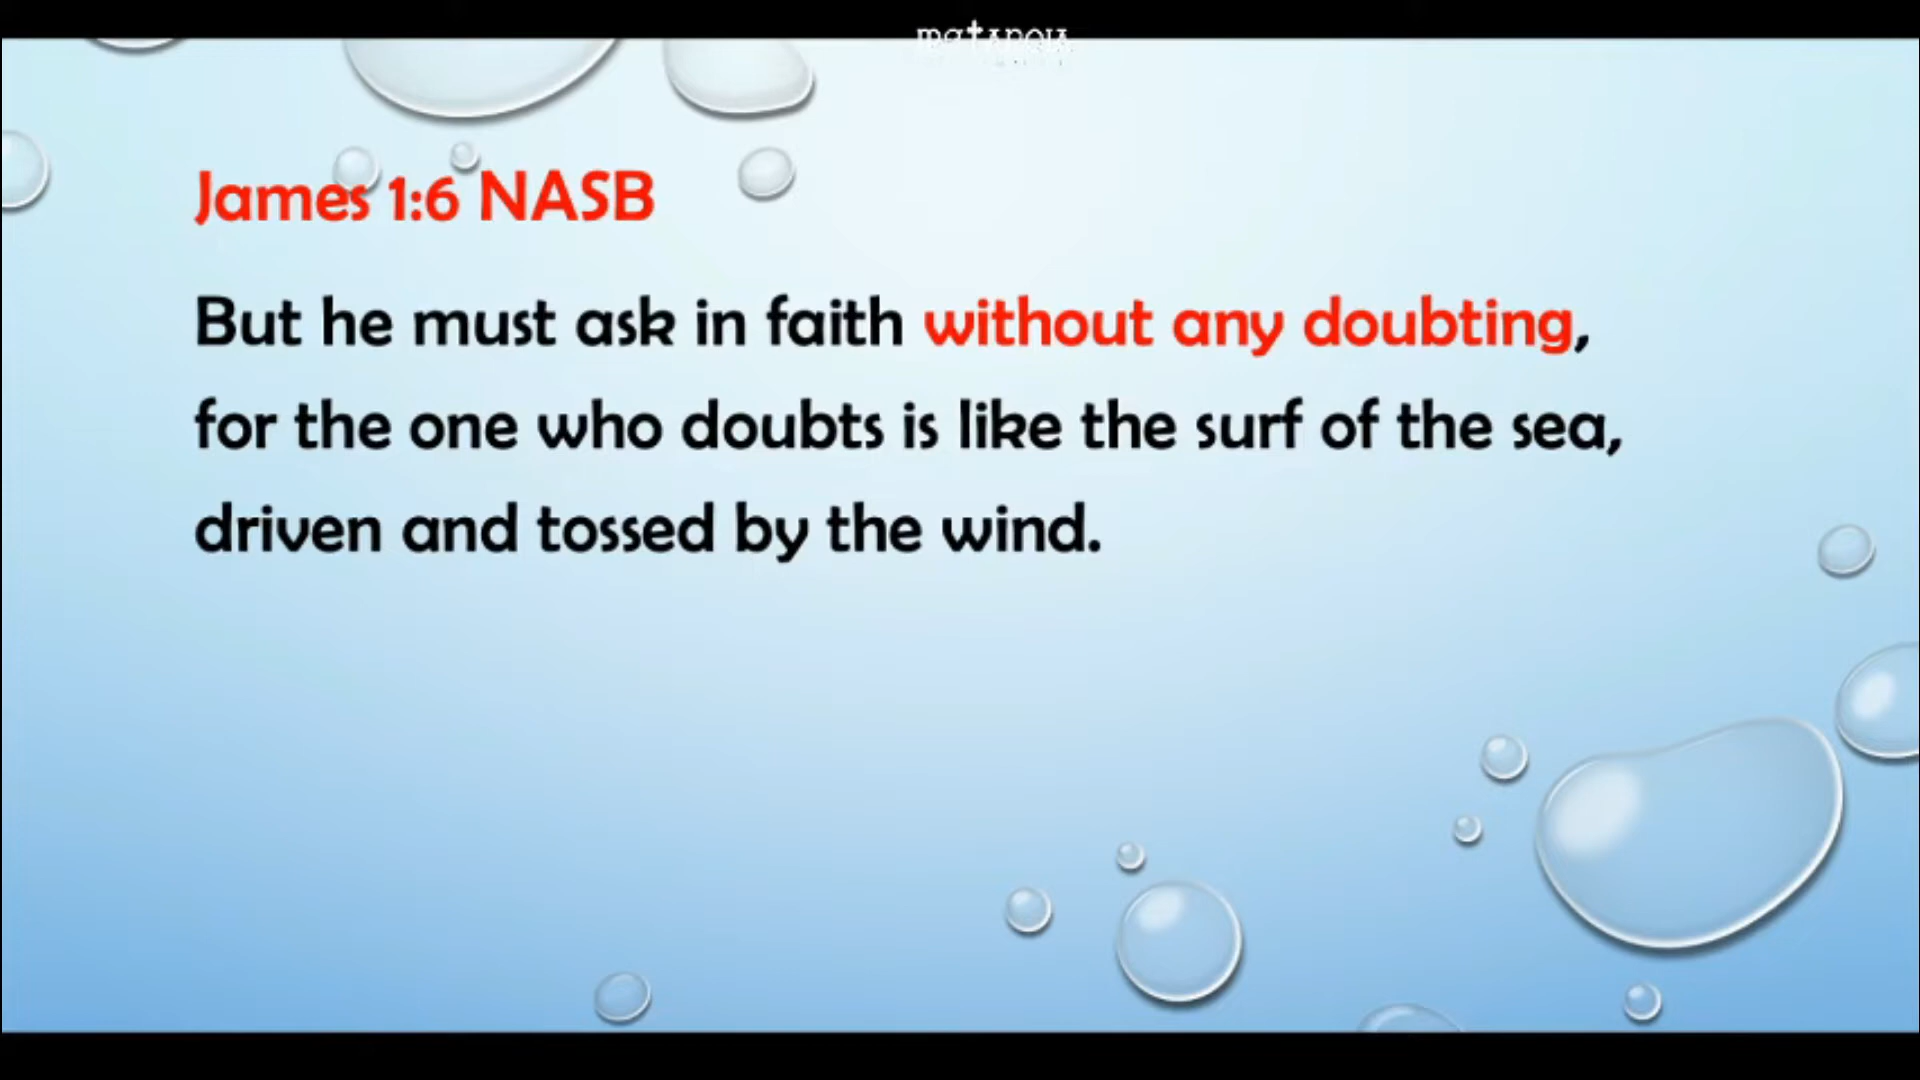 James 1:6 NASB
But he must ask in faith without any doubting,
for the one who doubts is like the surf of the sea,
driven and tossed by the wind.